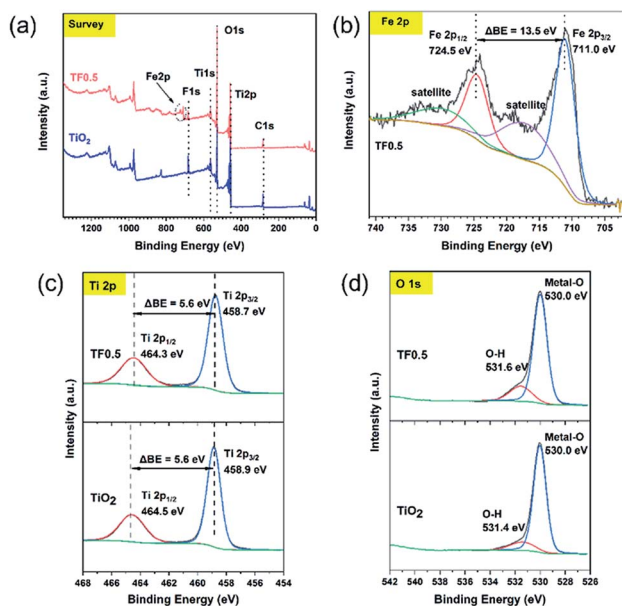 (a)
Survey
O1s
Fe2p
Ti1s
F1s
Ti2p
C1s
TF0.5
TiO2
Intensity (a.u.)
1200 1000 800 600 400 200 0
Binding Energy (eV)
(b)
Fe 2p
Fe 2p1/2
724.5 eV
ΔBE = 13.5 eV
Fe 2p3/2
711.0 eV
satellite
satellite
TF0.5
Intensity (a.u.)
740 735 730 725 720 715 710 705
Binding Energy (eV)
(c)
Ti 2p
Ti 2p3/2
458.7 eV
ΔBE = 5.6 eV
Ti 2p1/2
464.3 eV
TF0.5
Ti 2p3/2
458.9 eV
ΔBE = 5.6 eV
Ti 2p1/2
464.5 eV
TiO2
Intensity (a.u.)
468 466 464 462 460 458 456 454
Binding Energy (eV)
(d)
O 1s
Metal-O
530.0 eV
TF0.5
O-H
531.6 eV
Metal-O
530.0 eV
TiO2
O-H
531.4 eV
Intensity (a.u.)
542 540 538 536 534 532 530 528 526
Binding Energy (eV)